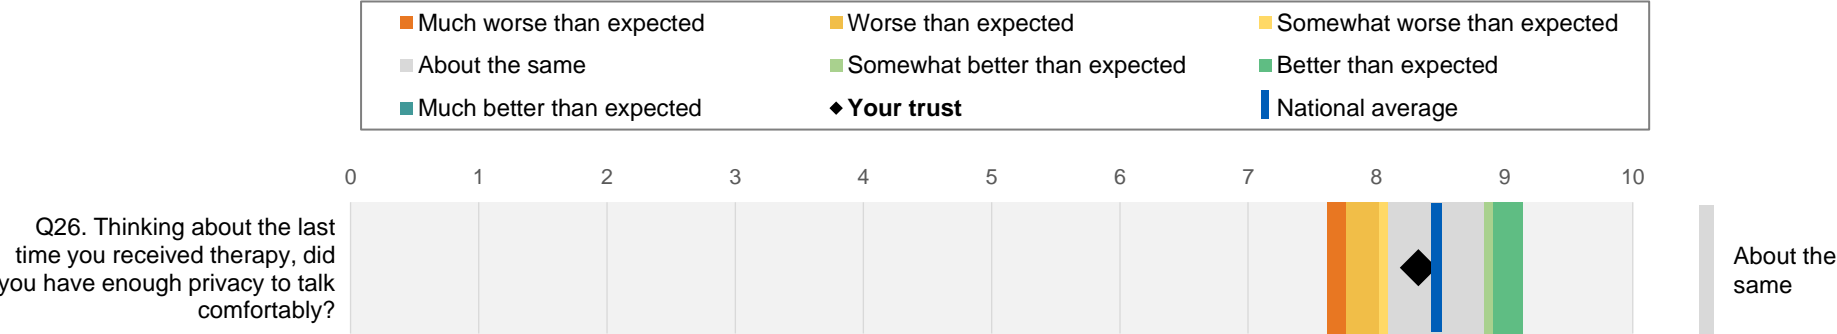 Much worse than expected
Worse than expected
Somewhat worse than expected
About the same
Somewhat better than expected
Better than expected
Much better than expected
Your trust
National average
0 1 2 3 4 5 6 7 8 9 10
Q26. Thinking about the last
time you received therapy, did
you have enough privacy to talk
comfortably?
About the
same